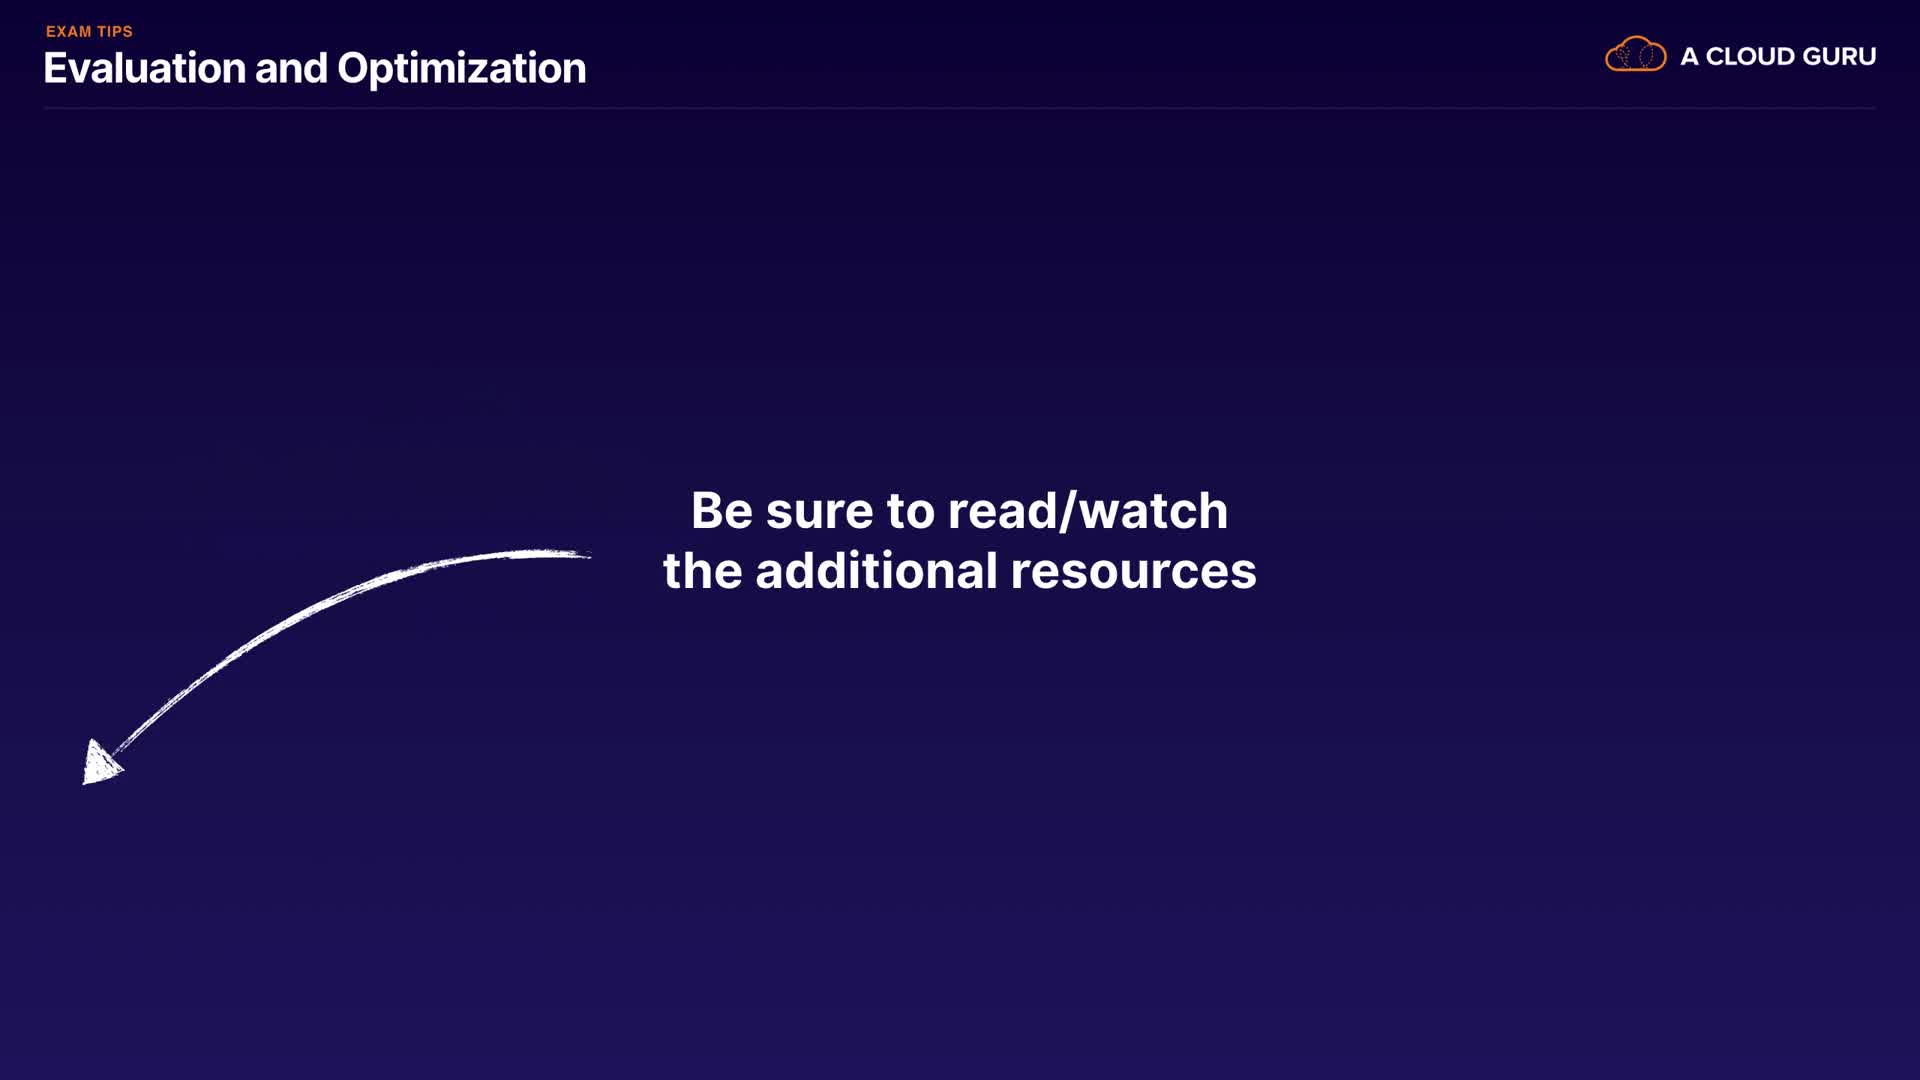 EXAM TIPS
Evaluation and Optimization
A CLOUD GURU
Be sure to read/watch
the additional resources